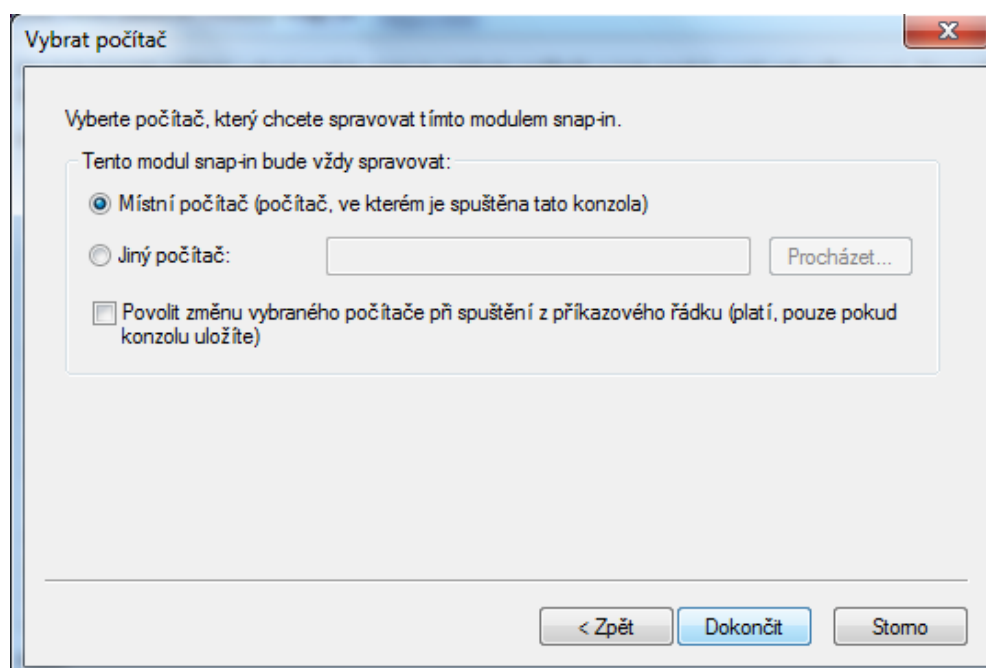 Vybrat počítač
Vyberte počítač, který chcete spravovat tímto modulem snap-in.
Tento modul snap-in bude vždy spravovat:
Místní počítač (počítač, ve kterém je spuštěna tato konzola)
Jiný počítač:
Procházet...
Povolit změnu vybraného počítače při spuštění z příkazového řádku (platí, pouze pokud
konzolu uložíte)
< Zpět
Dokončit
Storno